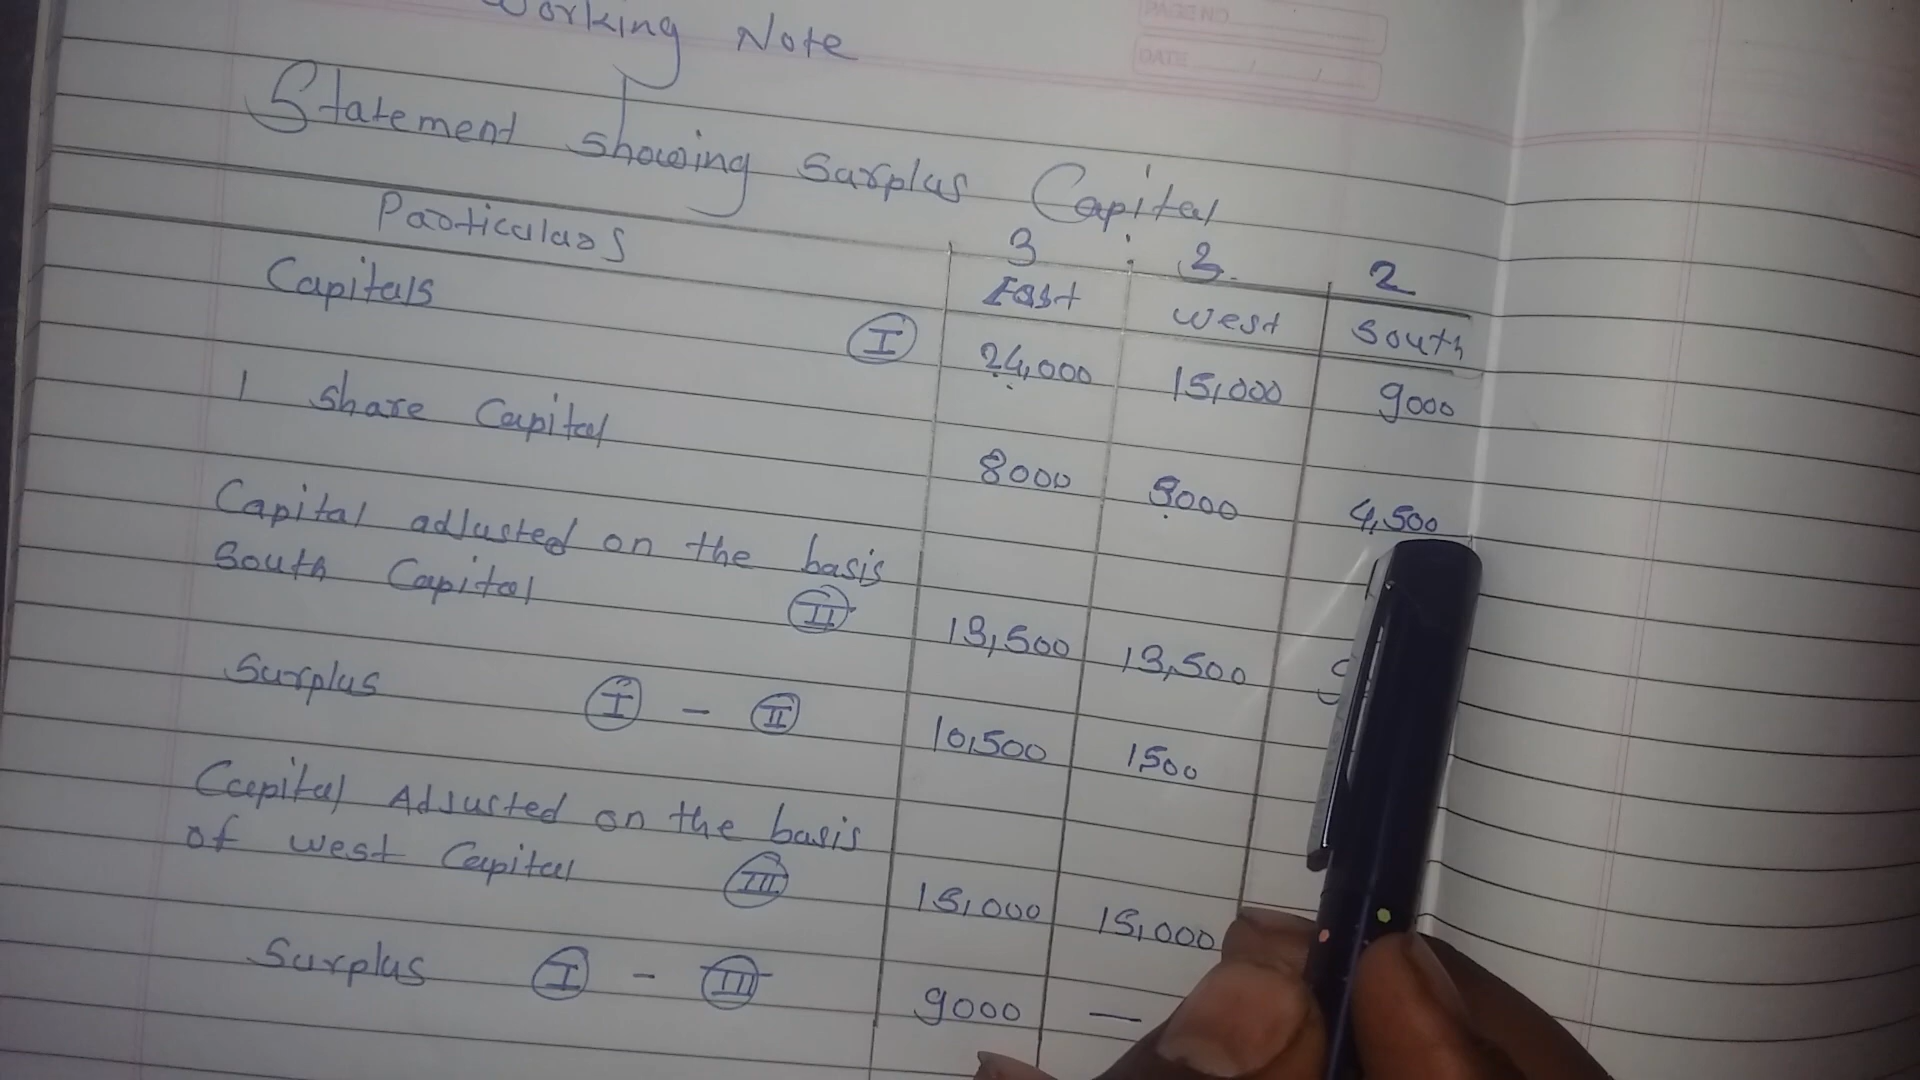 Working Note
PAGE NO
DATE / /
Statement showing Surplus Capital
Particulars 3 : 3 2
East West South
Capitals I 24,000 15,000 9000
1 share Capital 8000 5000 4,500
Capital adjusted on the basis
South Capital II 13,500 13,500
Surplus I - II 10,500 1500
Capital Adjusted on the basis
of west Capital III 15,000 15,000
Surplus I - III 9000 —